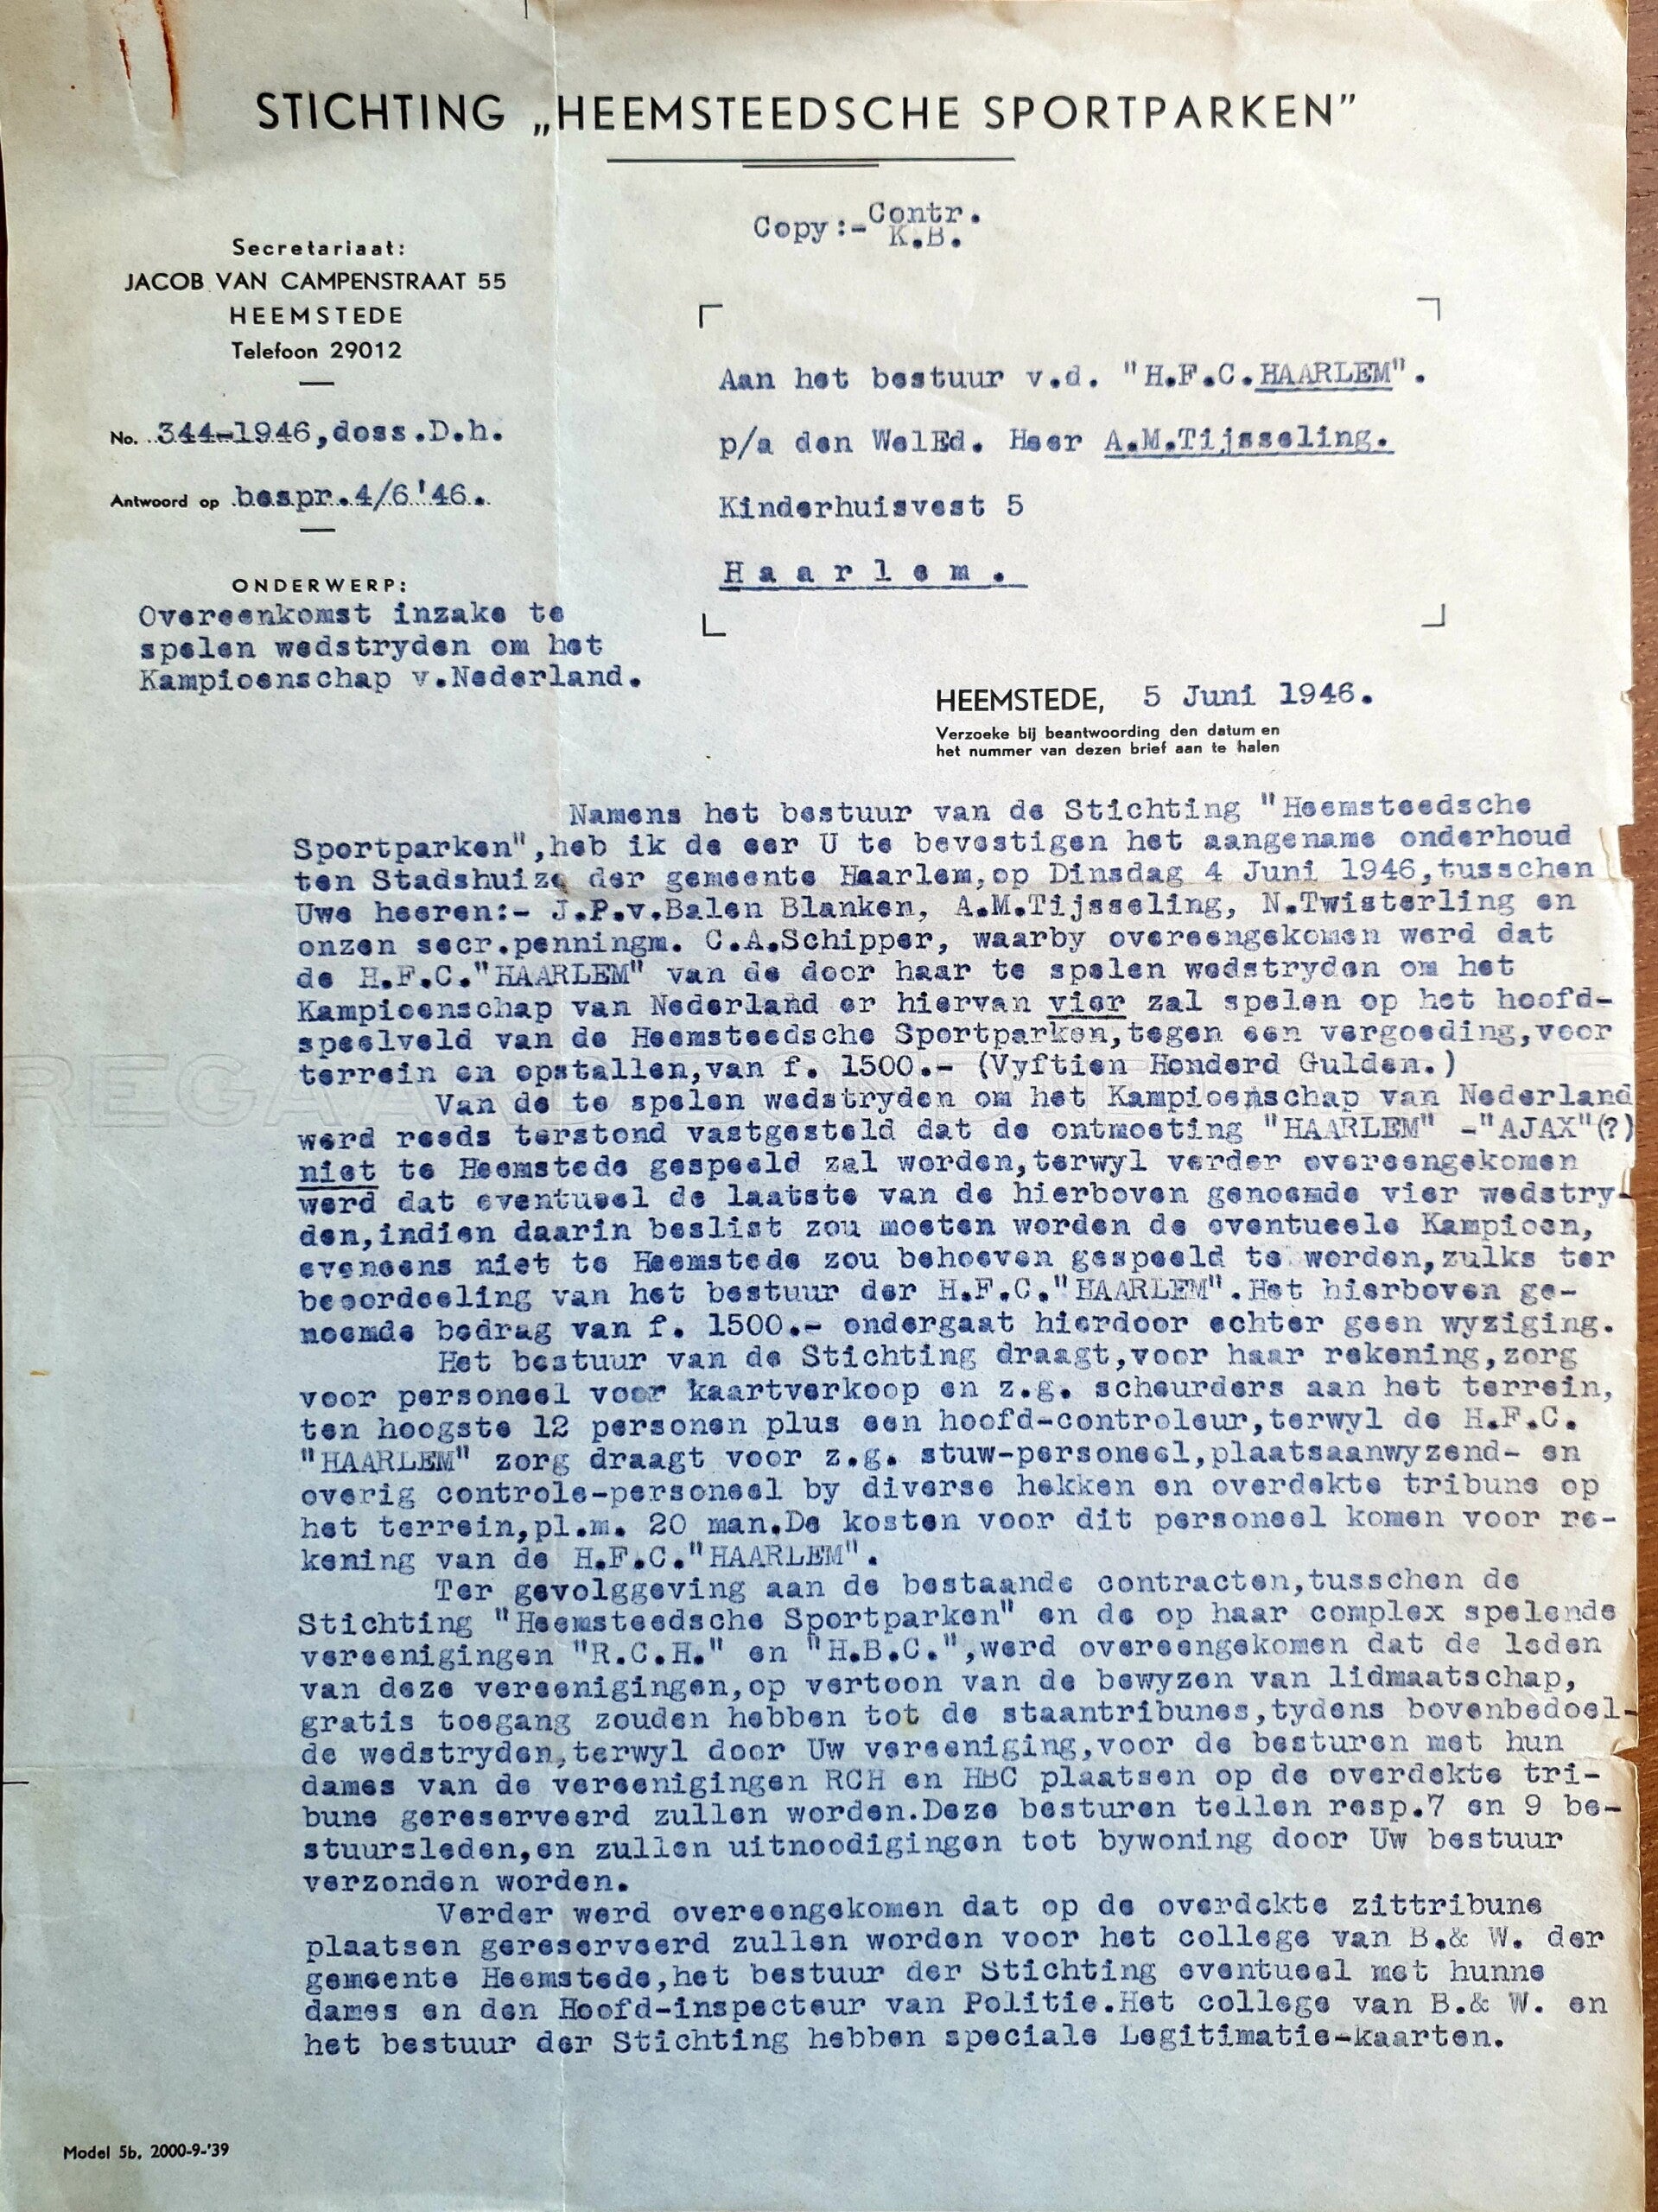 STICHTING „HEEMSTEEDSCHE SPORTPARKEN"
Copy:- Contr.
K.B.
Secretariaat:
JACOB VAN CAMPENSTRAAT 55
HEEMSTEDE
Telefoon 29012
No. 344-1946,doss.D.h.
Antwoord op bespr.4/6'46.
ONDERWERP:
Overeenkomst inzake te
spelen wedstryden om het
Kampioenschap v.Nederland.
Aan het bestuur v.d. "H.F.C.HAARLEM".
p/a den WelEd. Heer A.M.Tijsseling.
Kinderhuisvest 5
Haarlem.
HEEMSTEDE, 5 Juni 1946.
Verzoeke bij beantwoording den datum en
het nummer van dezen brief aan te halen
Namens het bestuur van de Stichting "Heemsteedsche
Sportparken",heb ik de eer U te bevestigen het aangename onderhoud
ten Stadshuize der gemeente Haarlem,op Dinsdag 4 Juni 1946,tusschen
Uwe heeren:- J.P.v.Balen Blanken, A.M.Tijsseling, N.Twisterling en
onzen secr.penningm. C.A.Schipper, waarby overeengekomen werd dat
de H.F.C."HAARLEM" van de door haar te spelen wedstryden om het
Kampioenschap van Nederland er hiervan vier zal spelen op het hoofd-
speelveld van de Heemsteedsche Sportparken,tegen een vergoeding,voor
terrein en opstallen,van f. 1500.- (Vyftien Honderd Gulden.)
Van de te spelen wedstryden om het Kampioenschap van Nederland
werd reeds terstond vastgesteld dat de ontmoeting "HAARLEM" -"AJAX"(?)
niet te Heemstede gespeeld zal worden,terwyl verder overeengekomen
werd dat eventueel de laatste van de hierboven genoemde vier wedstry-
den,indien daarin beslist zou moeten worden de eventueele Kampioen,
eveneens niet te Heemstede zou behoeven gespeeld te worden,zulks ter
beoordeeling van het bestuur der H.F.C."HAARLEM".Het hierboven ge-
noemde bedrag van f. 1500.- ondergaat hierdoor echter geen wyziging.
Het bestuur van de Stichting draagt,voor haar rekening,zorg
voor personeel voor kaartverkoop en z.g. scheurders aan het terrein,
ten hoogste 12 personen plus een hoofd-controleur,terwyl de H.F.C.
"HAARLEM" zorg draagt voor z.g. stuw-personeel,plaatsaanwyzend- en
overig controle-personeel by diverse hekken en overdekte tribune op
het terrein,pl.m. 20 man.De kosten voor dit personeel komen voor re-
kening van de H.F.C."HAARLEM".
Ter gevolggeving aan de bestaande contracten,tusschen de
Stichting "Heemsteedsche Sportparken" en de op haar complex spelende
vereenigingen "R.C.H." en "H.B.C.",werd overeengekomen dat de leden
van deze vereenigingen,op vertoon van de bewyzen van lidmaatschap,
gratis toegang zouden hebben tot de staantribunes,tydens bovenbedoel-
de wedstryden,terwyl door Uw vereeniging,voor de besturen met hun
dames van de vereenigingen RCH en HBC plaatsen op de overdekte tri-
bune gereserveerd zullen worden.Deze besturen tellen resp.7 en 9 be-
stuursleden,en zullen uitnoodigingen tot bywoning door Uw bestuur
verzonden worden.
Verder werd overeengekomen dat op de overdekte zittribune
plaatsen gereserveerd zullen worden voor het college van B.& W. der
gemeente Heemstede,het bestuur der Stichting eventueel met hunne
dames en den Hoofd-inspecteur van Politie.Het college van B.& W. en
het bestuur der Stichting hebben speciale Legitimatie-kaarten.
Model 5b. 2000-9-'39